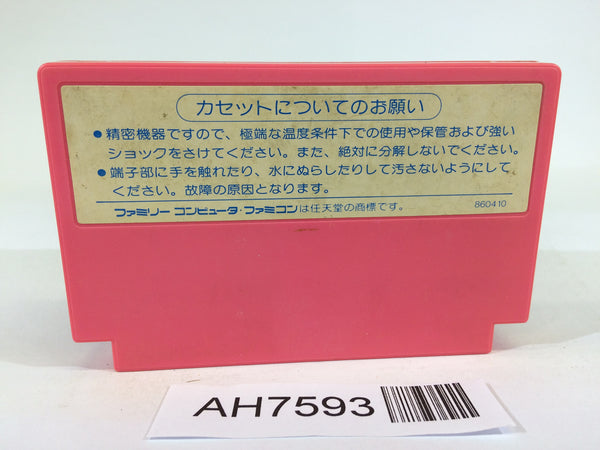 カセットについてのお願い
●精密機器ですので、極端な温度条件下での使用や保管および強い
ショックをさけてください。また、絶対に分解しないでください。
●端子部に手を触れたり、水にぬらしたりして汚さないようにして
ください。故障の原因となります。
ファミリー コンピュータ・ファミコンは任天堂の商標です。 860410
AH7593